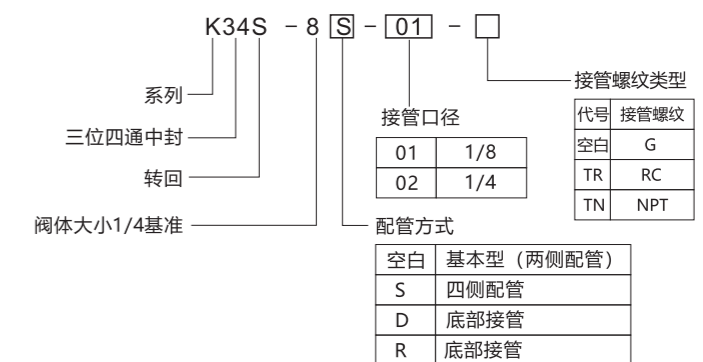 K34S - 8 S - 01 - □
系列
三位四通中封
转回
阀体大小1/4基准
接管口径
01 1/8
02 1/4
接管螺纹类型
代号 接管螺纹
空白 G
TR RC
TN NPT
配管方式
空白 基本型（两侧配管）
S 四侧配管
D 底部接管
R 底部接管